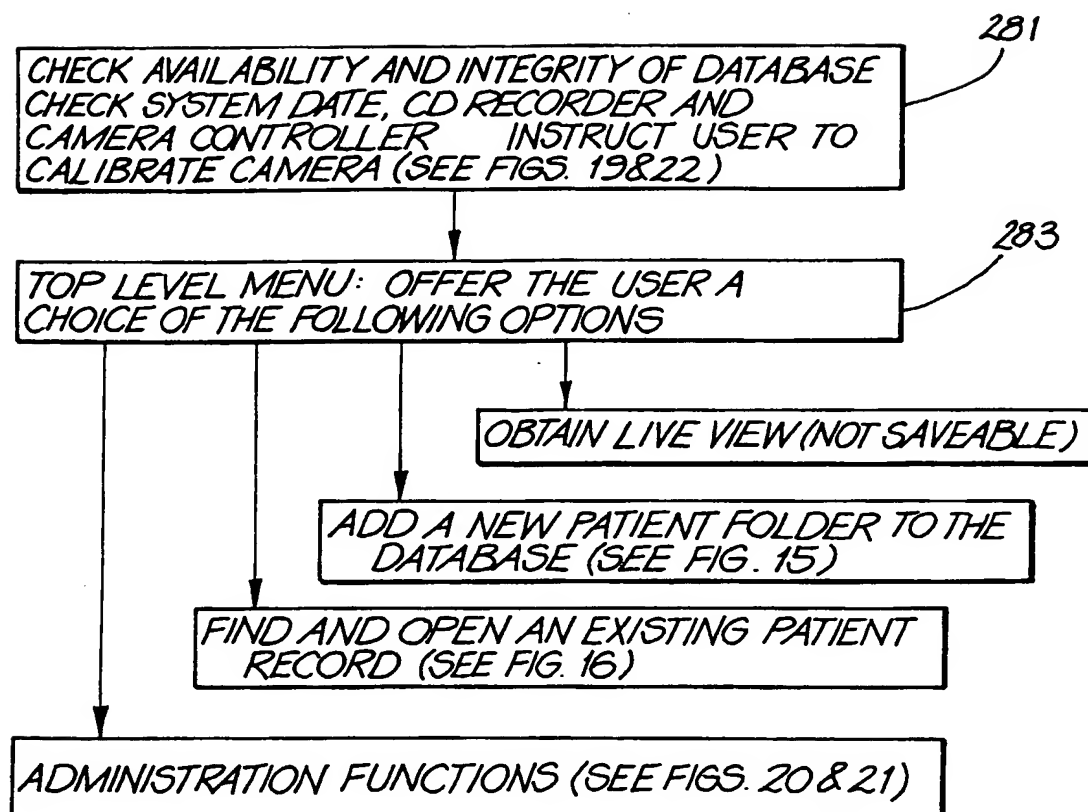 281
CHECK AVAILABILITY AND INTEGRITY OF DATABASE
CHECK SYSTEM DATE, CD RECORDER AND
CAMERA CONTROLLER INSTRUCT USER TO
CALIBRATE CAMERA (SEE FIGS. 19&22)
283
TOP LEVEL MENU: OFFER THE USER A
CHOICE OF THE FOLLOWING OPTIONS
OBTAIN LIVE VIEW (NOT SAVEABLE)
ADD A NEW PATIENT FOLDER TO THE
DATABASE (SEE FIG. 15)
FIND AND OPEN AN EXISTING PATIENT
RECORD (SEE FIG. 16)
ADMINISTRATION FUNCTIONS (SEE FIGS. 20&21)